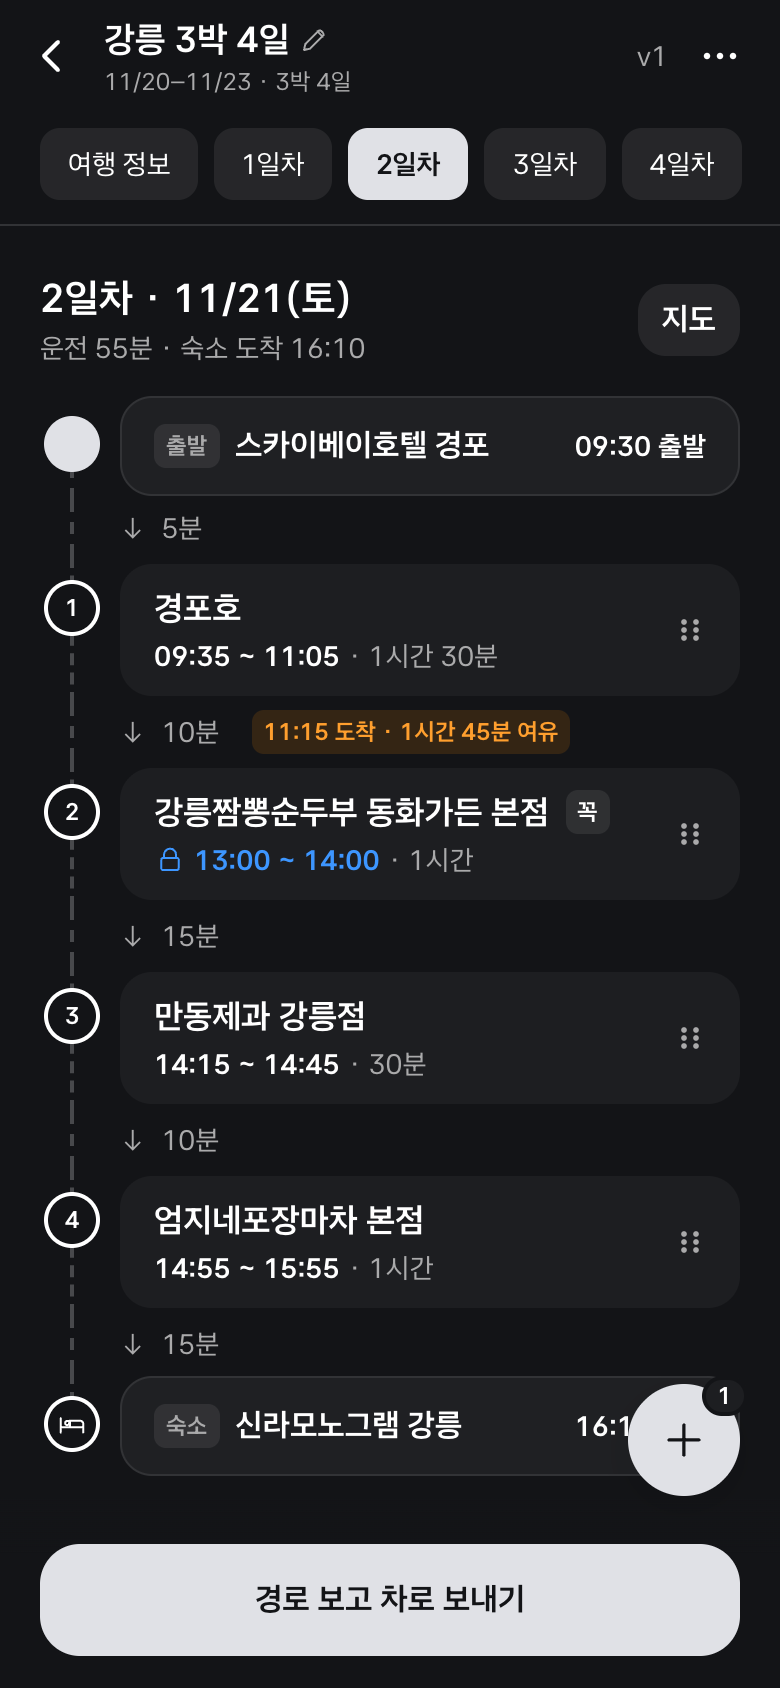 강릉 3박 4일
v1
11/20–11/23 · 3박 4일
여행 정보
1일차
2일차
3일차
4일차
2일차 · 11/21(토)
지도
운전 55분 · 숙소 도착 16:10
출발 스카이베이호텔 경포 09:30 출발
↓ 5분
1
경포호
09:35 ~ 11:05 · 1시간 30분
↓ 10분 11:15 도착 · 1시간 45분 여유
2
강릉짬뽕순두부 동화가든 본점 꼭
13:00 ~ 14:00 · 1시간
↓ 15분
3
만동제과 강릉점
14:15 ~ 14:45 · 30분
↓ 10분
4
엄지네포장마차 본점
14:55 ~ 15:55 · 1시간
↓ 15분
숙소 신라모노그램 강릉 16:1
1
경로 보고 차로 보내기